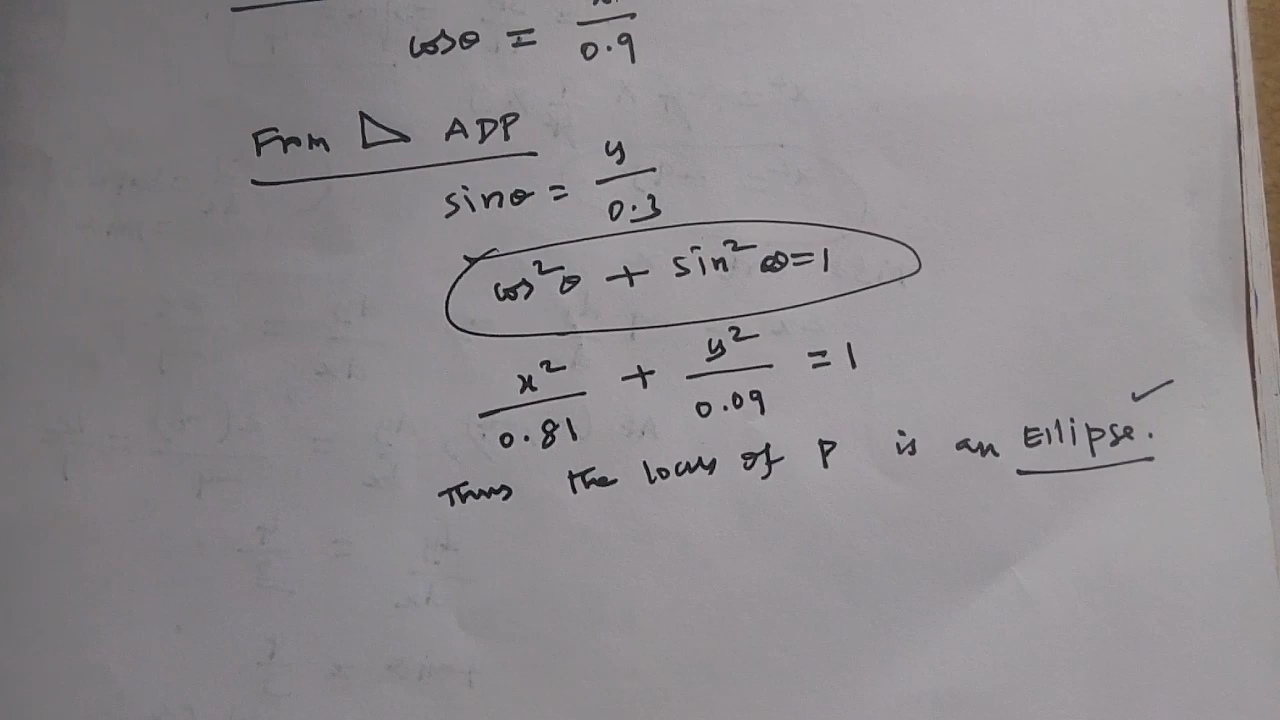 cosθ = x/0.9
From △ ADP
sinθ = y/0.3
cos²θ + sin²θ=1
x²/0.81 + y²/0.09 = 1
Thus the locus of P is an Ellipse.